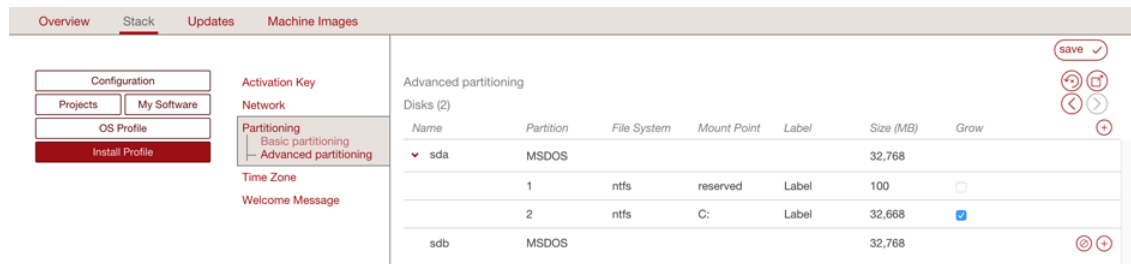 Overview Stack Updates Machine Images
save
Configuration
Projects My Software
OS Profile
Install Profile
Activation Key
Network
Partitioning
Basic partitioning
Advanced partitioning
Time Zone
Welcome Message
Advanced partitioning
Disks (2)
Name Partition File System Mount Point Label Size (MB) Grow
sda MSDOS 32,768
1 ntfs reserved Label 100
2 ntfs C: Label 32,668
sdb MSDOS 32,768